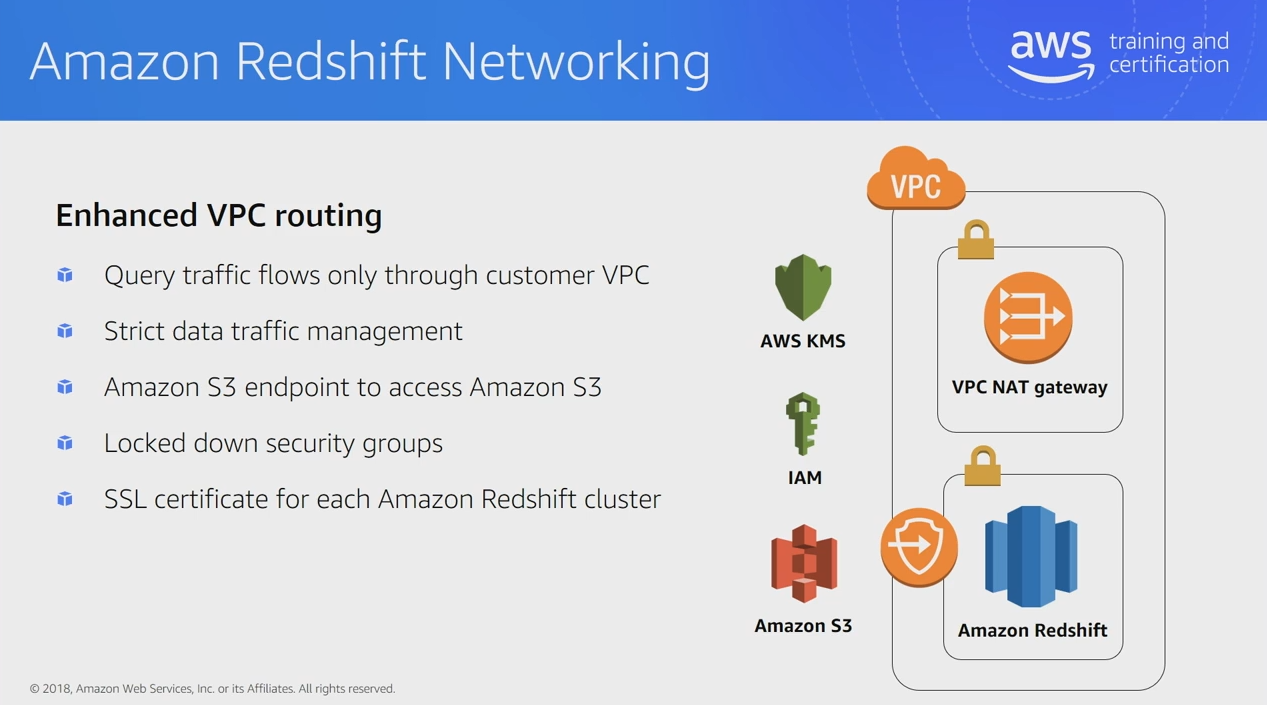 Amazon Redshift Networking
aws training and
certification
Enhanced VPC routing
Query traffic flows only through customer VPC
Strict data traffic management
Amazon S3 endpoint to access Amazon S3
Locked down security groups
SSL certificate for each Amazon Redshift cluster
VPC
AWS KMS
VPC NAT gateway
IAM
Amazon S3
Amazon Redshift
© 2018, Amazon Web Services, Inc. or its Affiliates. All rights reserved.